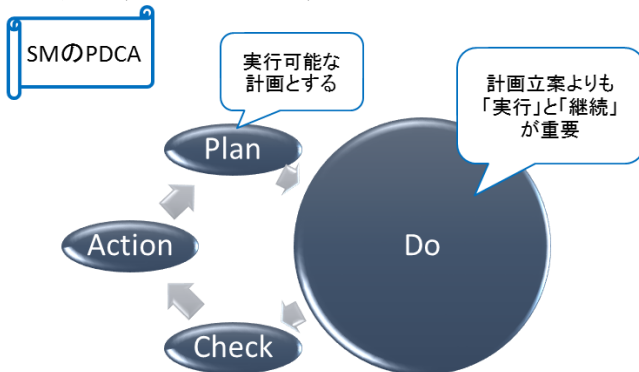 SMのPDCA
実行可能な
計画とする
計画立案よりも
「実行」と「継続」
が重要
Plan
Do
Action
Check